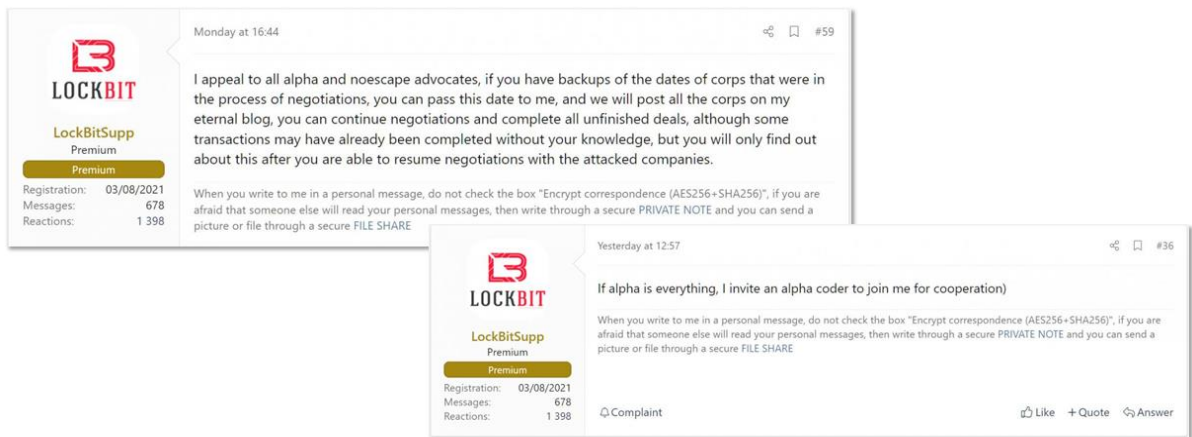 Monday at 16:44
#59
LOCKBIT
LockBitSupp
Premium
Premium
Registration: 03/08/2021
Messages: 678
Reactions: 1 398
I appeal to all alpha and noescape advocates, if you have backups of the dates of corps that were in
the process of negotiations, you can pass this date to me, and we will post all the corps on my
eternal blog, you can continue negotiations and complete all unfinished deals, although some
transactions may have already been completed without your knowledge, but you will only find out
about this after you are able to resume negotiations with the attacked companies.
When you write to me in a personal message, do not check the box "Encrypt correspondence (AES256+SHA256)", if you are
afraid that someone else will read your personal messages, then write through a secure PRIVATE NOTE and you can send a
picture or file through a secure FILE SHARE
Yesterday at 12:57
#36
LOCKBIT
LockBitSupp
Premium
Premium
Registration: 03/08/2021
Messages: 678
Reactions: 1 398
If alpha is everything, I invite an alpha coder to join me for cooperation)
When you write to me in a personal message, do not check the box "Encrypt correspondence (AES256+SHA256)", if you are
afraid that someone else will read your personal messages, then write through a secure PRIVATE NOTE and you can send a
picture or file through a secure FILE SHARE
Complaint
Like + Quote Answer